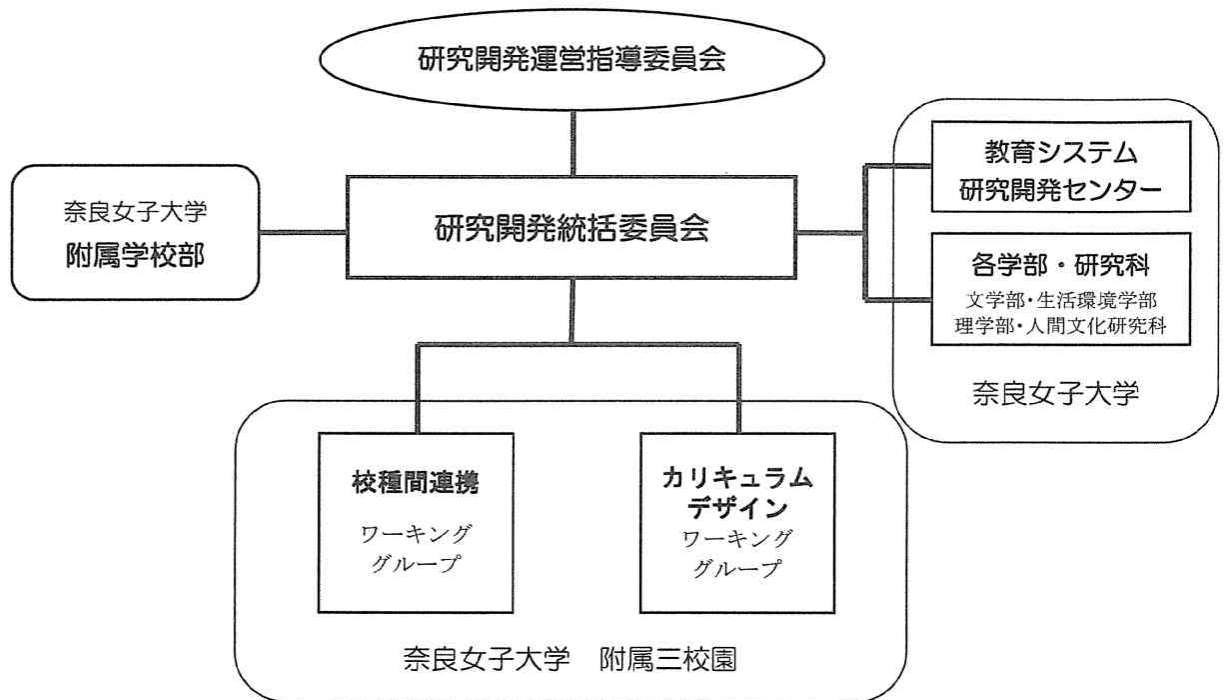 研究開発運営指導委員会
奈良女子大学
附属学校部
研究開発統括委員会
教育システム
研究開発センター
各学部・研究科
文学部・生活環境学部
理学部・人間文化研究科
奈良女子大学
校種間連携
ワーキング
グループ
カリキュラム
デザイン
ワーキング
グループ
奈良女子大学　附属三校園